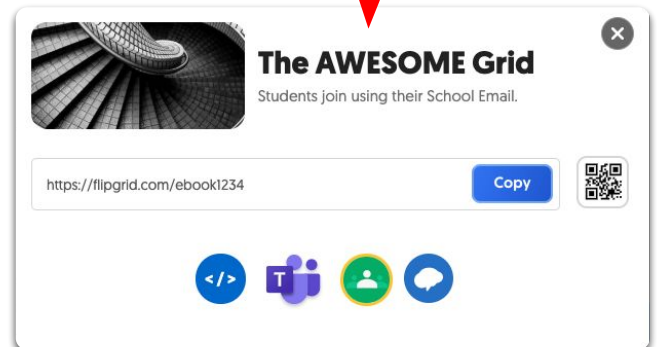 The AWESOME Grid
Students join using their School Email.
https://flipgrid.com/ebook1234
Copy
</>
T